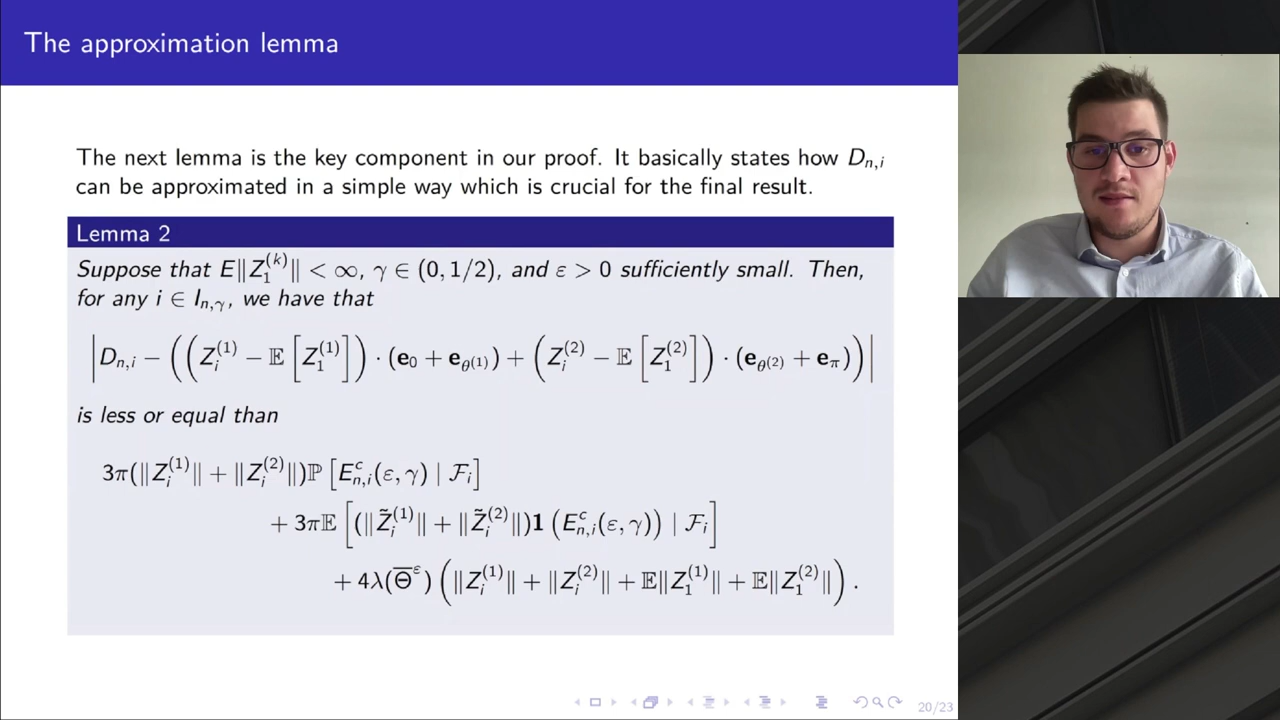 The approximation lemma
The next lemma is the key component in our proof. It basically states how Dₙ,ᵢ
can be approximated in a simple way which is crucial for the final result.
Lemma 2
Suppose that E‖Z₁⁽ᵏ⁾‖ < ∞, γ ∈ (0, 1/2), and ε > 0 sufficiently small. Then,
for any i ∈ I_{n,γ}, we have that
|D_{n,i} − ((Z_i^{(1)} − 𝔼[Z_1^{(1)}]) · (e_0 + e_{θ^{(1)}}) + (Z_i^{(2)} − 𝔼[Z_1^{(2)}]) · (e_{θ^{(2)}} + e_π))|
is less or equal than
3π(‖Z_i^{(1)}‖ + ‖Z_i^{(2)}‖)ℙ[E_{n,i}^c(ε, γ) | ℱ_i]
+ 3π𝔼[(‖Z̃_i^{(1)}‖ + ‖Z̃_i^{(2)}‖)𝟏(E_{n,i}^c(ε, γ)) | ℱ_i]
+ 4λ(Θ̅^ε)(‖Z_i^{(1)}‖ + ‖Z_i^{(2)}‖ + 𝔼‖Z_1^{(1)}‖ + 𝔼‖Z_1^{(2)}‖).
20/23